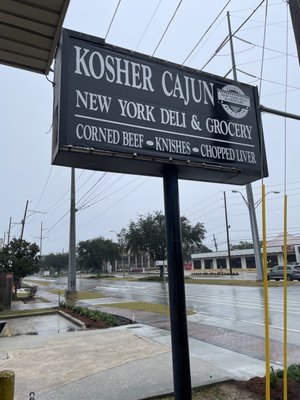 KOSHER CAJUN
NEW YORK DELI & GROCERY
CORNED BEEF • KNISHES • CHOPPED LIVER